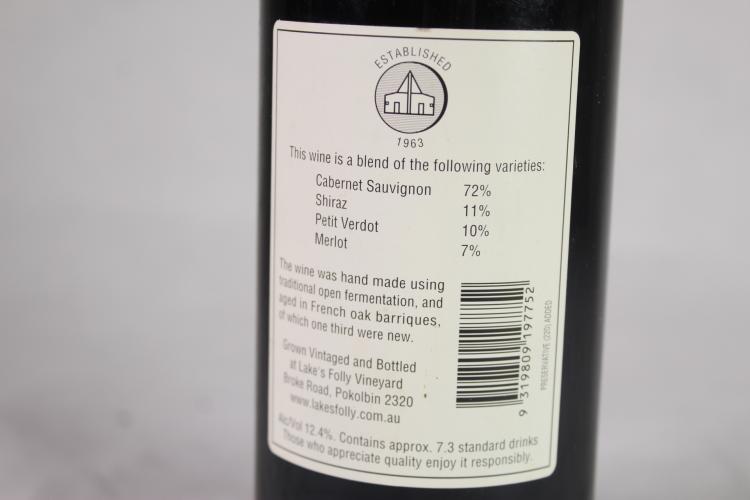 ESTABLISHED
1963
This wine is a blend of the following varieties:
Cabernet Sauvignon 72%
Shiraz 11%
Petit Verdot 10%
Merlot 7%
The wine was hand made using
traditional open fermentation, and
aged in French oak barriques,
of which one third were new.
Grown Vintaged and Bottled
at Lake's Folly Vineyard
Broke Road, Pokolbin 2320
www.lakesfolly.com.au
9 319809 197752
PRESERVATIVE (220) ADDED
Alc/Vol 12.4%. Contains approx. 7.3 standard drinks
Those who appreciate quality enjoy it responsibly.